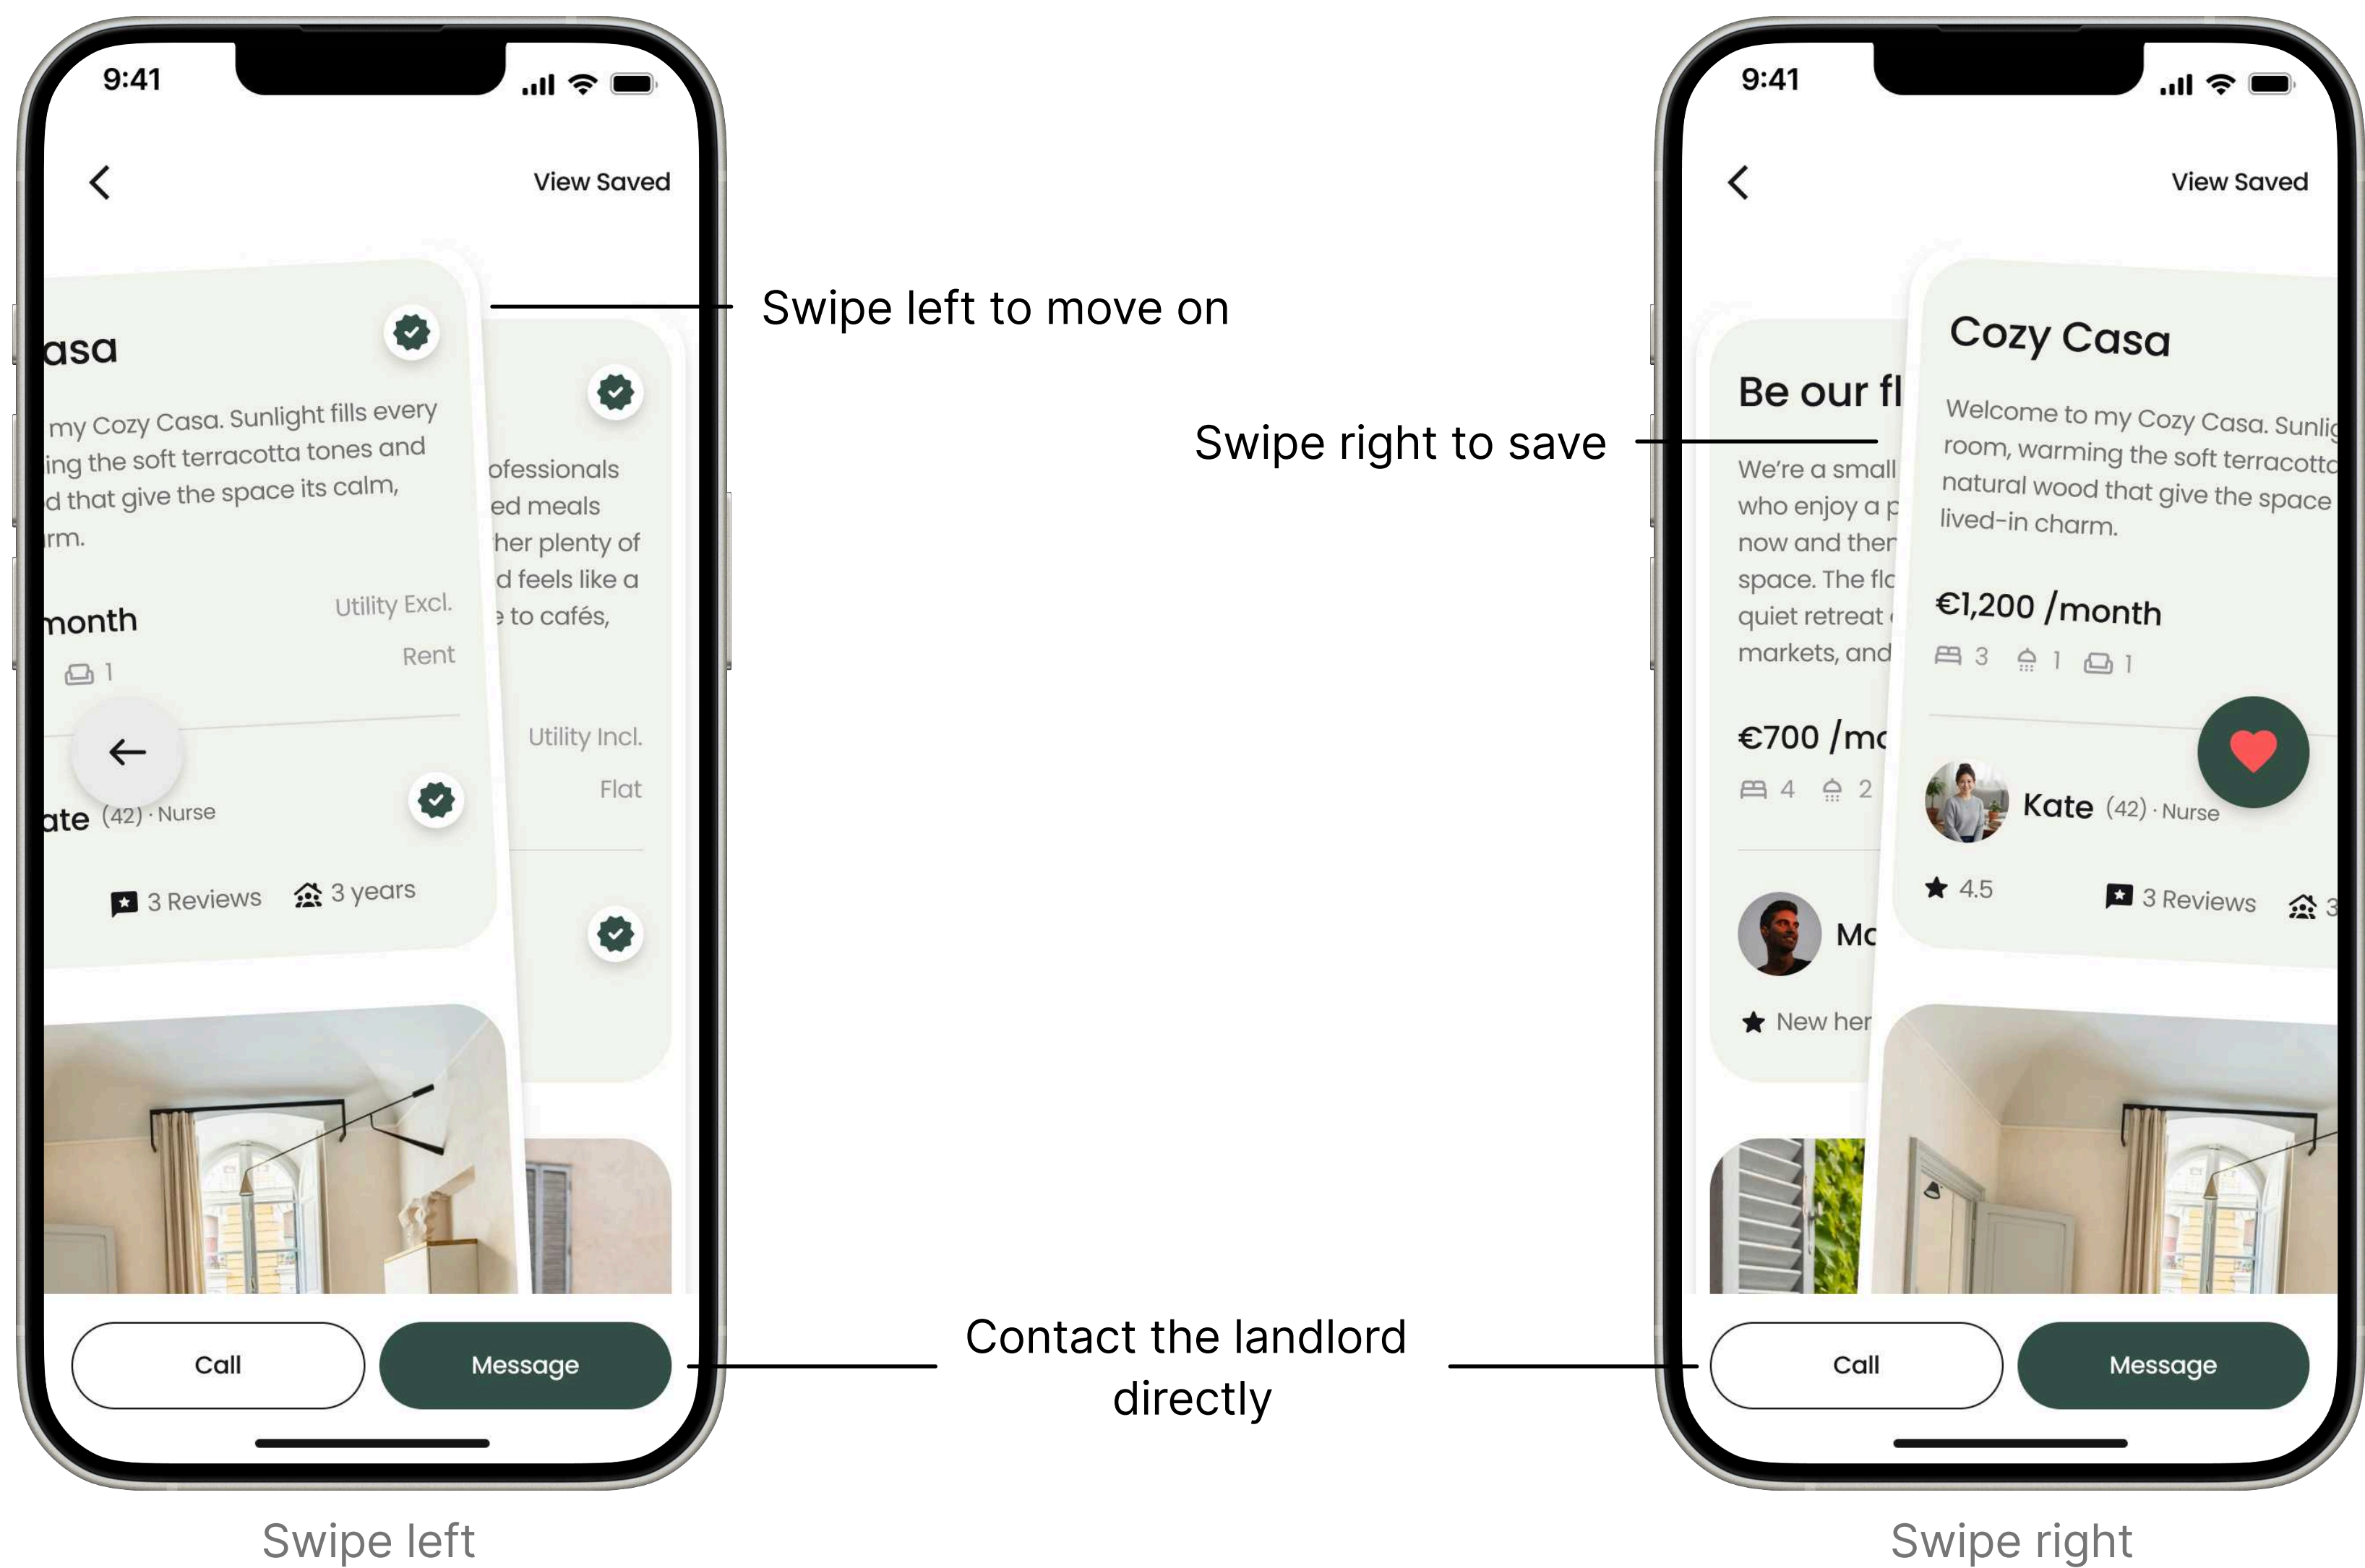 9:41
View Saved
asa
my Cozy Casa. Sunlight fills every
ing the soft terracotta tones and
d that give the space its calm,
rm.
month
Utility Excl.
1
Rent
ate (42) · Nurse
3 Reviews
3 years
ofessionals
ed meals
her plenty of
d feels like a
e to cafés,
Utility Incl.
Flat
Call
Message
Swipe left
Swipe left to move on
Swipe right to save
Contact the landlord
directly
9:41
View Saved
Be our fl
We’re a small
who enjoy a p
now and then
space. The fla
quiet retreat
markets, and
€700 /mo
4 2
Mo
New her
Cozy Casa
Welcome to my Cozy Casa. Sunlig
room, warming the soft terracotta
natural wood that give the space
lived-in charm.
€1,200 /month
3 1 1
Kate (42) · Nurse
4.5
3 Reviews
3
Call
Message
Swipe right